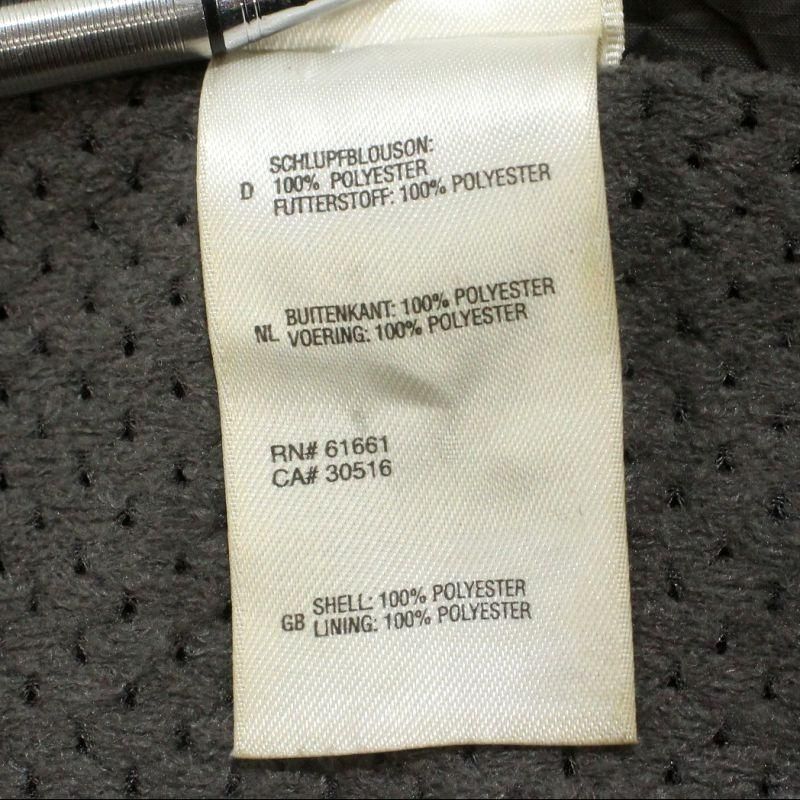 SCHLUPFBLOUSON:
D 100% POLYESTER
FUTTERSTOFF: 100% POLYESTER
BUITENKANT: 100% POLYESTER
NL VOERING: 100% POLYESTER
RN# 61661
CA# 30516
SHELL: 100% POLYESTER
GB LINING: 100% POLYESTER